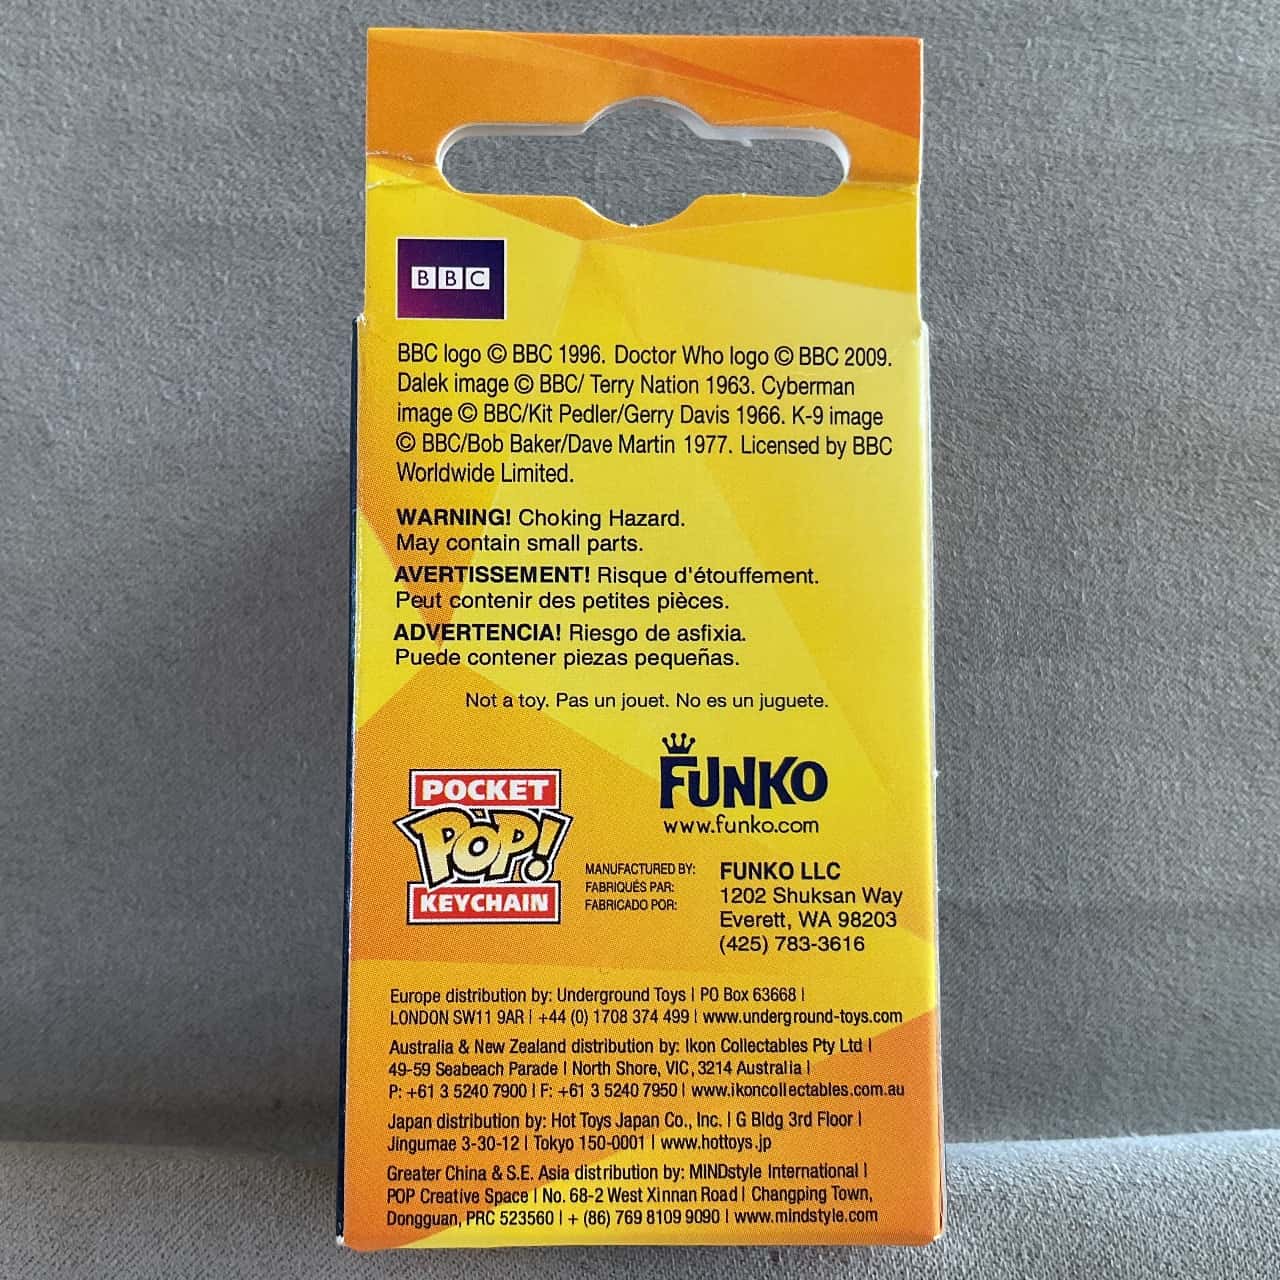 BBC
BBC logo © BBC 1996. Doctor Who logo © BBC 2009.
Dalek image © BBC/ Terry Nation 1963. Cyberman
image © BBC/Kit Pedler/Gerry Davis 1966. K-9 image
© BBC/Bob Baker/Dave Martin 1977. Licensed by BBC
Worldwide Limited.
WARNING! Choking Hazard.
May contain small parts.
AVERTISSEMENT! Risque d'étouffement.
Peut contenir des petites pièces.
ADVERTENCIA! Riesgo de asfixia.
Puede contener piezas pequeñas.
Not a toy. Pas un jouet. No es un juguete.
FUNKO
www.funko.com
POCKET
POP!
KEYCHAIN
MANUFACTURED BY:
FABRIQUÉS PAR:
FABRICADO POR:
FUNKO LLC
1202 Shuksan Way
Everett, WA 98203
(425) 783-3616
Europe distribution by: Underground Toys | PO Box 63668 |
LONDON SW11 9AR | +44 (0) 1708 374 499 | www.underground-toys.com
Australia & New Zealand distribution by: Ikon Collectables Pty Ltd |
49-59 Seabeach Parade | North Shore, VIC, 3214 Australia |
P: +61 3 5240 7900 | F: +61 3 5240 7950 | www.ikoncollectables.com.au
Japan distribution by: Hot Toys Japan Co., Inc. | G Bldg 3rd Floor |
Jingumae 3-30-12 | Tokyo 150-0001 | www.hottoys.jp
Greater China & S.E. Asia distribution by: MINDstyle International |
POP Creative Space | No. 68-2 West Xinnan Road | Changping Town,
Dongguan, PRC 523560 | + (86) 769 8109 9090 | www.mindstyle.com